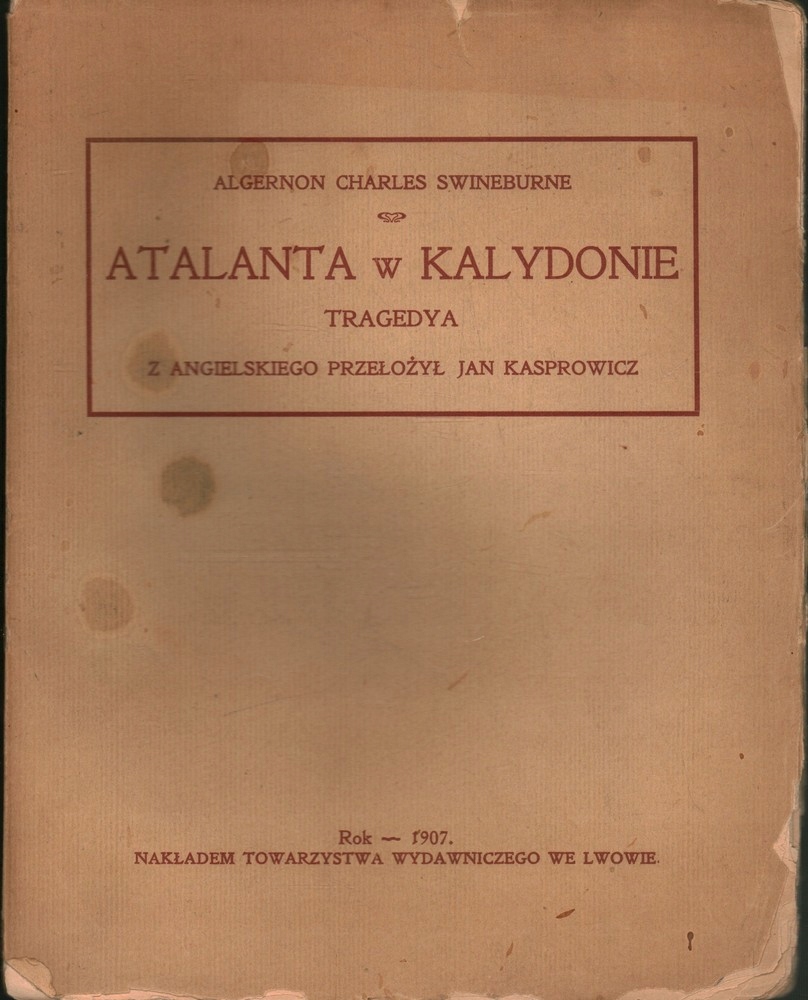 ALGERNON CHARLES SWINEBURNE
ATALANTA w KALYDONIE
TRAGEDYA
Z ANGIELSKIEGO PRZEŁOŻYŁ JAN KASPROWICZ
Rok — 1907.
NAKŁADEM TOWARZYSTWA WYDAWNICZEGO WE LWOWIE.